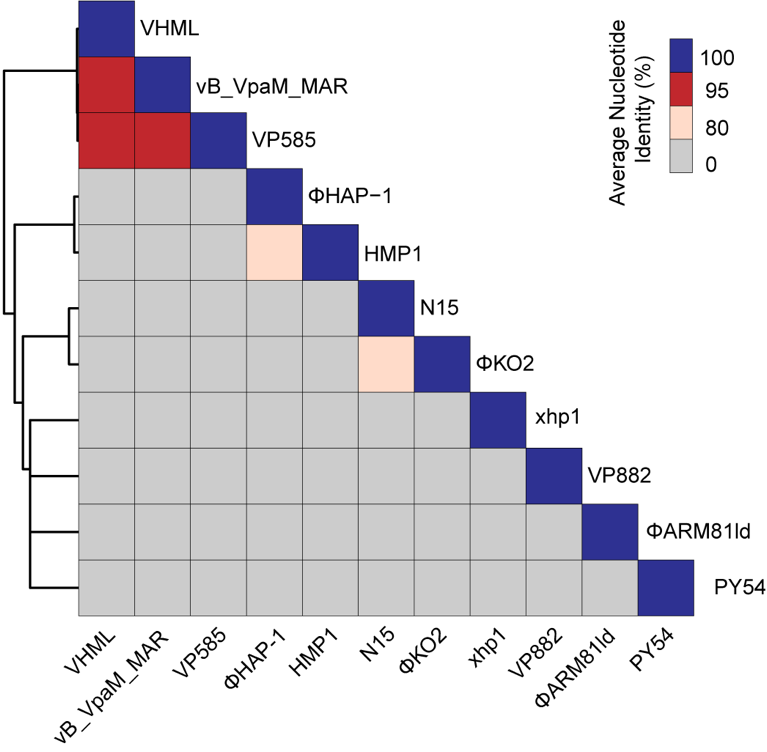 VHML
vB_VpaM_MAR
VP585
ΦHAP−1
HMP1
N15
ΦKO2
xhp1
VP882
ΦARM81ld
PY54
Average Nucleotide
Identity (%)
100
95
80
0
VHML
vB_VpaM_MAR
VP585
ΦHAP-1
HMP1
N15
ΦKO2
xhp1
VP882
ΦARM81ld
PY54